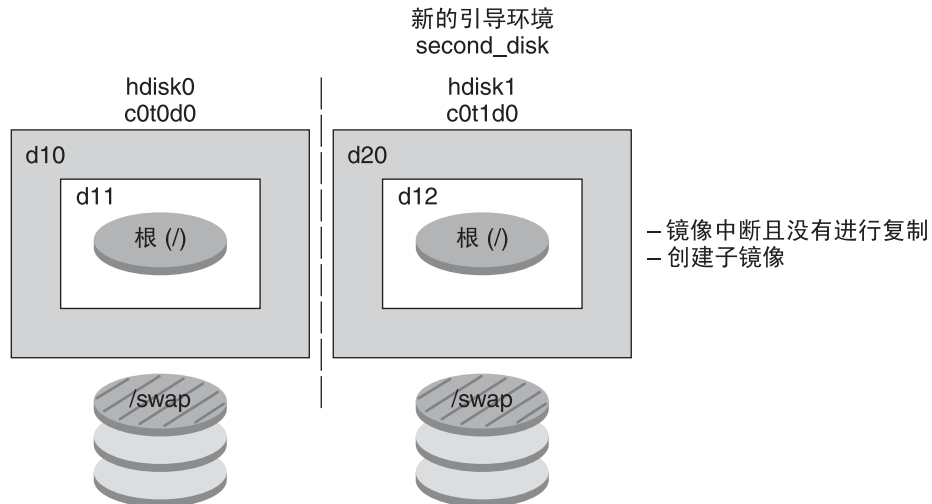 新的引导环境
second_disk
hdisk0
c0t0d0
hdisk1
c0t1d0
d10
d11
根 (/)
d20
d12
根 (/)
–镜像中断且没有进行复制
–创建子镜像
/swap
/swap